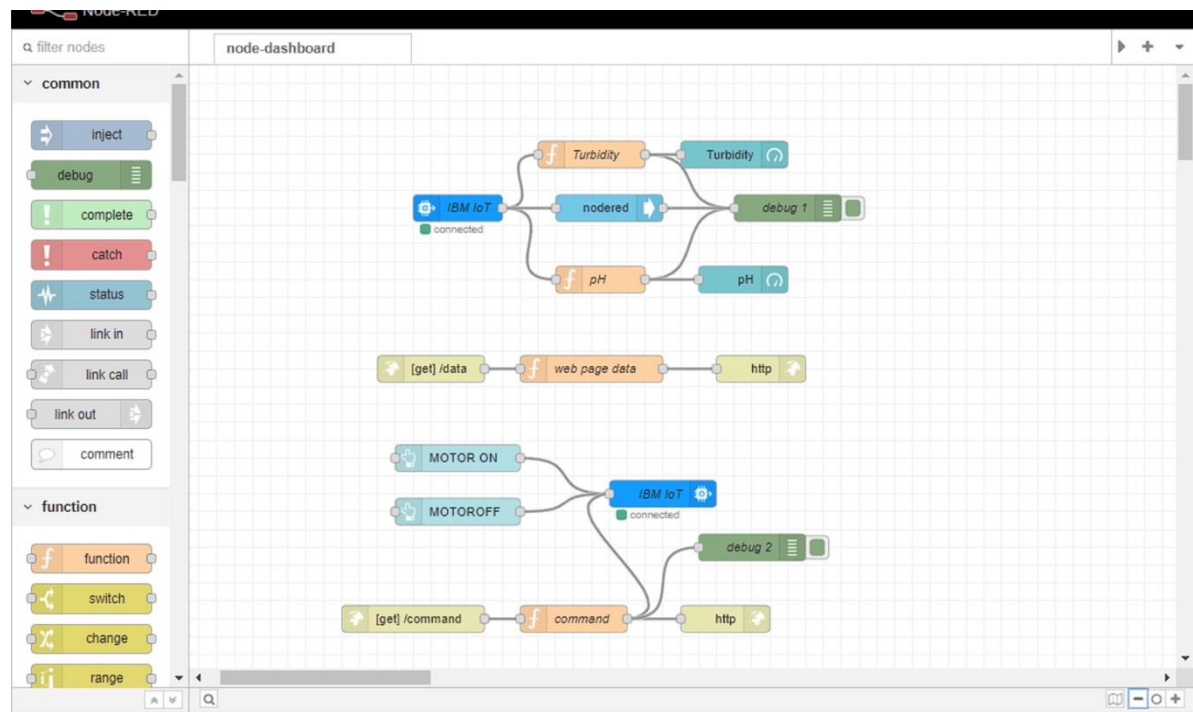 Node-RED
filter nodes
node-dashboard
common
inject
debug
complete
catch
status
link in
link call
link out
comment
function
function
switch
change
range
Turbidity
Turbidity
IBM IoT
connected
nodered
debug 1
pH
pH
[get] /data
web page data
http
MOTOR ON
MOTOROFF
IBM IoT
connected
debug 2
[get] /command
command
http